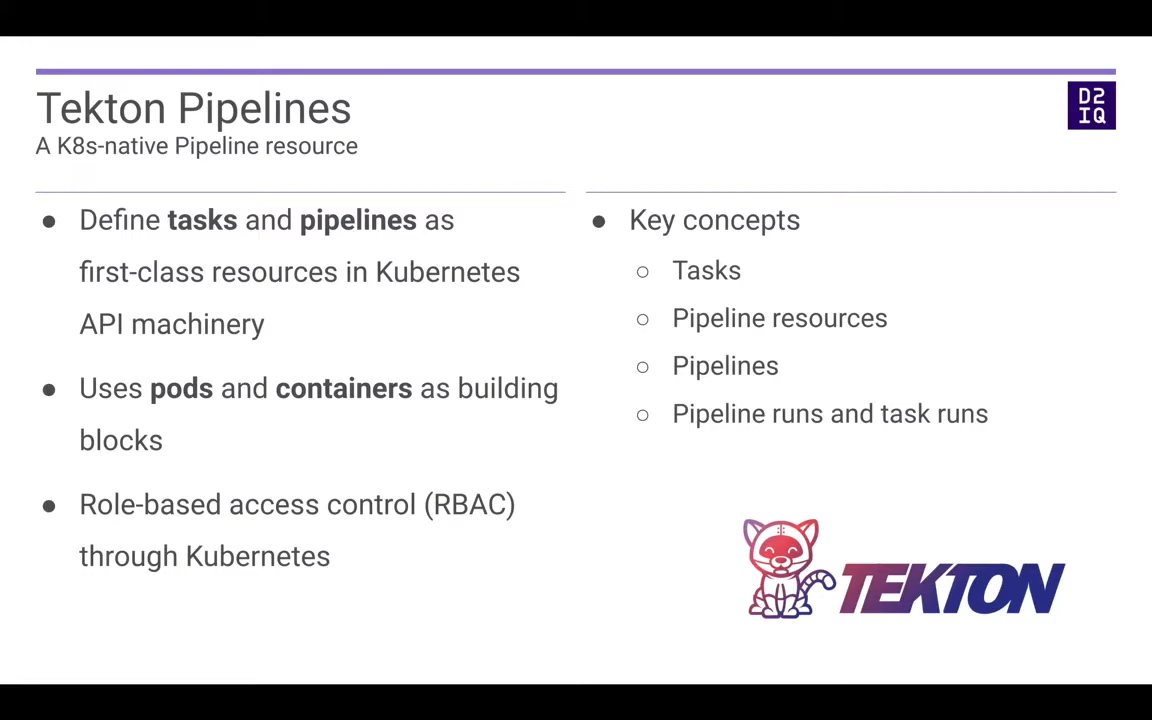 Tekton Pipelines
A K8s-native Pipeline resource
D2
IQ
● Define tasks and pipelines as
first-class resources in Kubernetes
API machinery
● Uses pods and containers as building
blocks
● Role-based access control (RBAC)
through Kubernetes
● Key concepts
○ Tasks
○ Pipeline resources
○ Pipelines
○ Pipeline runs and task runs
TEKTON